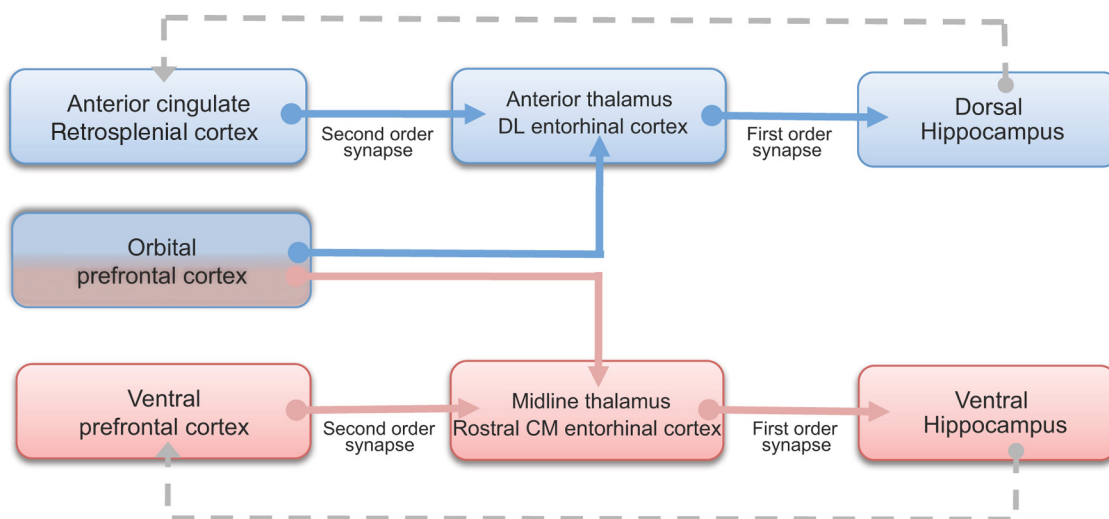 Anterior cingulate
Retrosplenial cortex
Second order
synapse
Anterior thalamus
DL entorhinal cortex
First order
synapse
Dorsal
Hippocampus
Orbital
prefrontal cortex
Ventral
prefrontal cortex
Second order
synapse
Midline thalamus
Rostral CM entorhinal cortex
First order
synapse
Ventral
Hippocampus